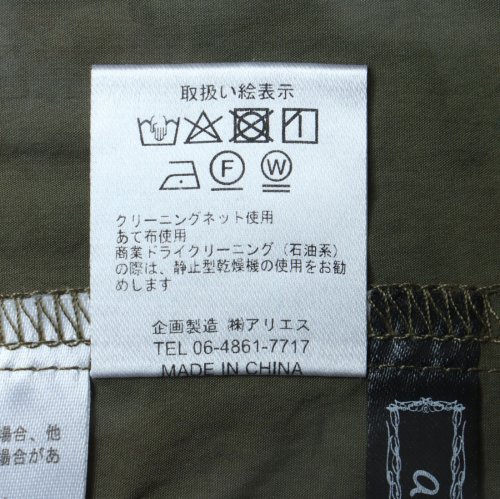 取扱い絵表示
F W
クリーニングネット使用
あて布使用
商業ドライクリーニング（石油系）
の際は、静止型乾燥機の使用をお勧
めします
企画製造 ㈱アリエス
TEL 06-4861-7717
MADE IN CHINA
場合、他
場合があ
a